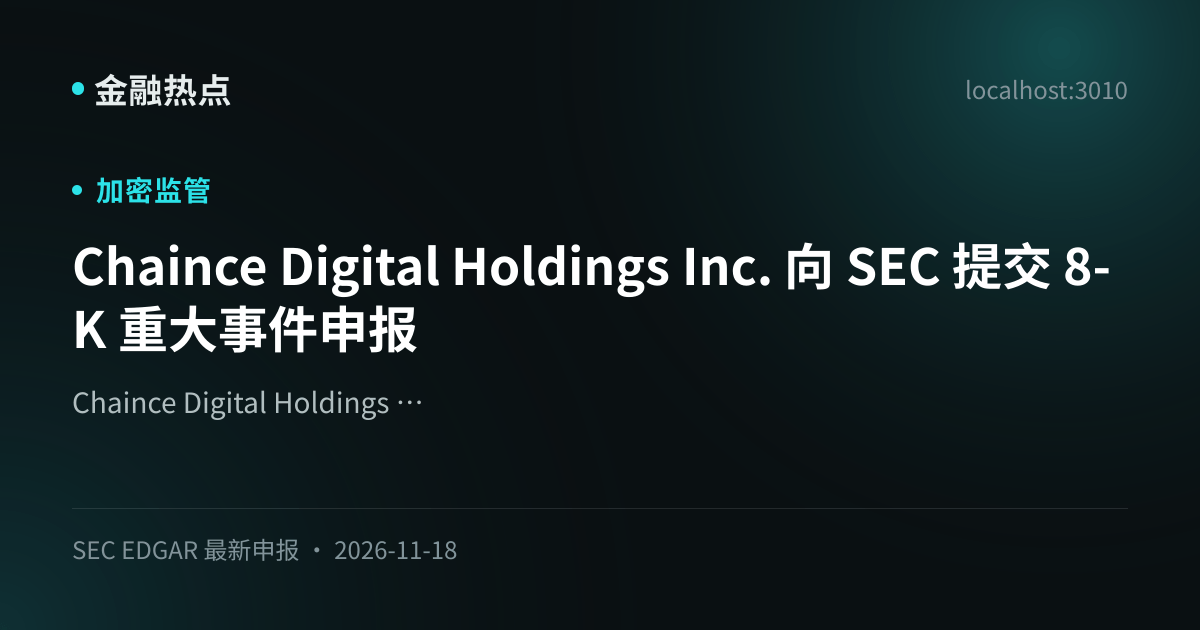 金融热点
localhost:3010
加密监管
Chaince Digital Holdings Inc. 向 SEC 提交 8-
K 重大事件申报
Chaince Digital Holdings …
SEC EDGAR 最新申报 · 2026-11-18